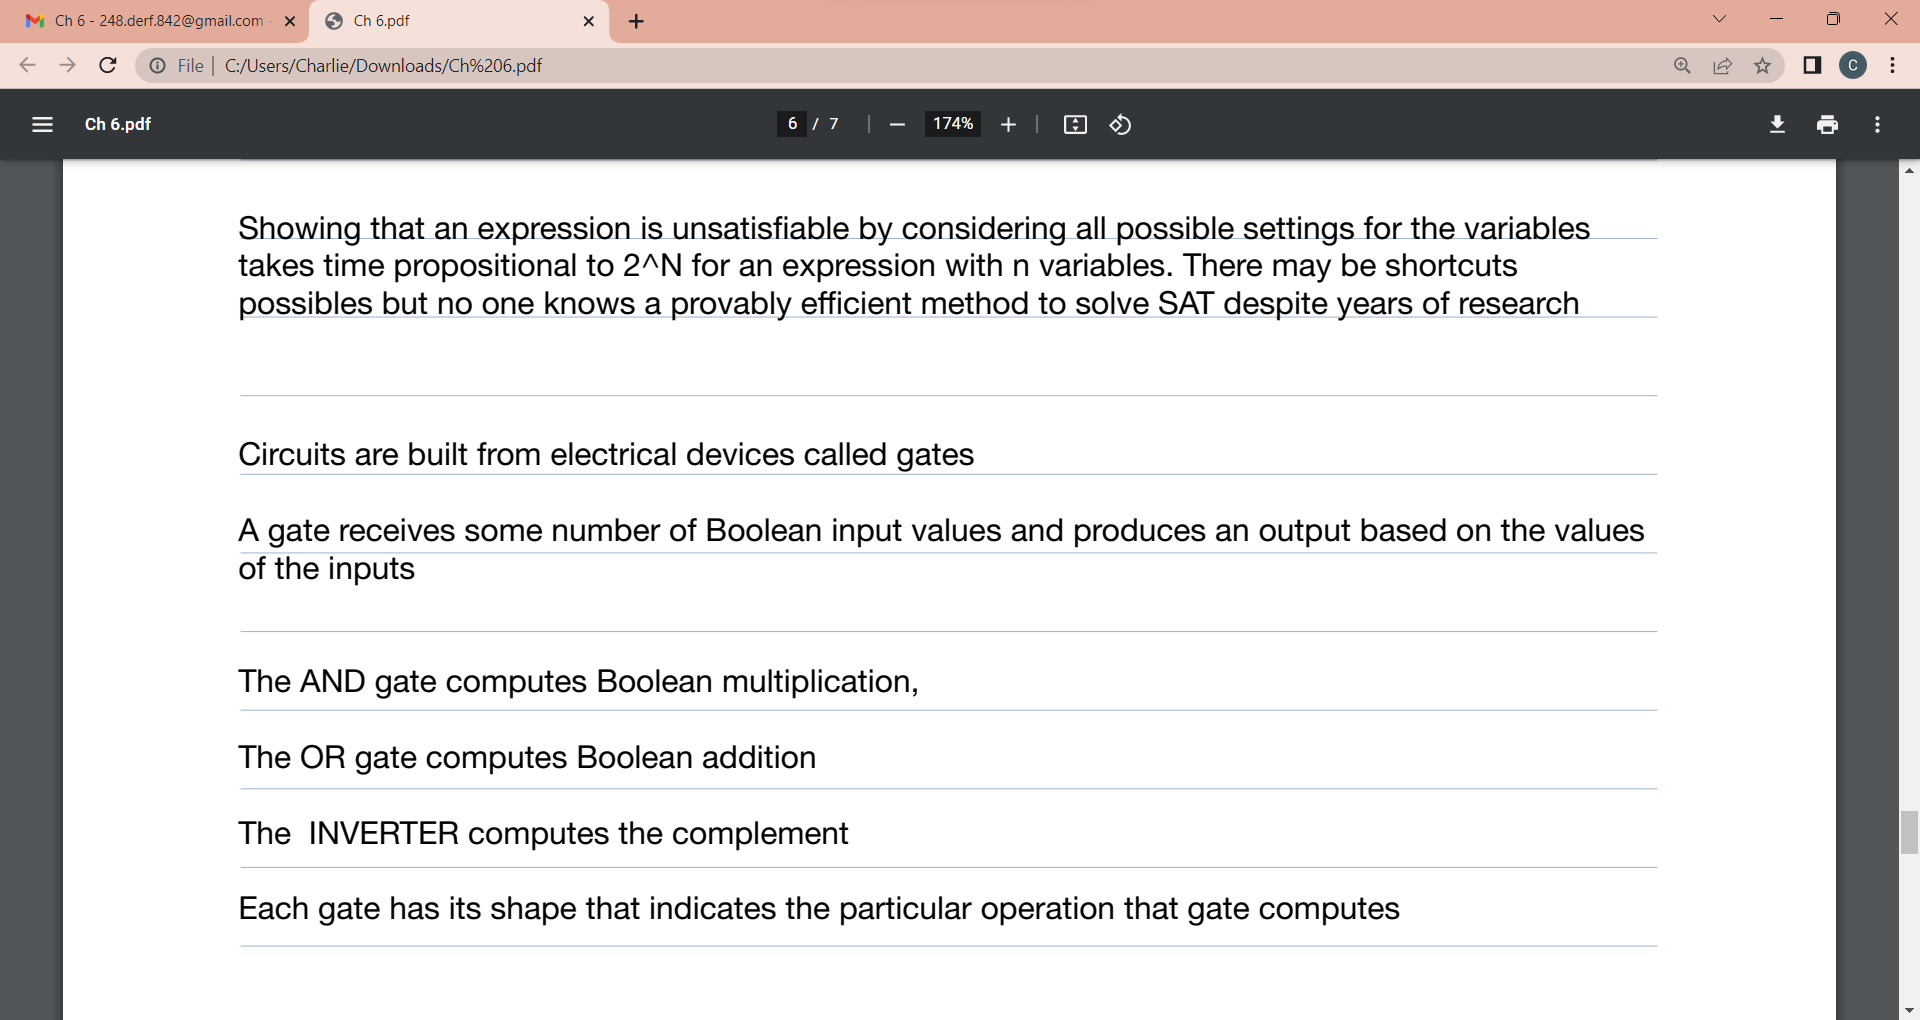 Ch 6 - 248.derf.842@gmail.com -
Ch 6.pdf
File | C:/Users/Charlie/Downloads/Ch%206.pdf
C
Ch 6.pdf
6 / 7
174%
Showing that an expression is unsatisfiable by considering all possible settings for the variables
takes time propositional to 2^N for an expression with n variables. There may be shortcuts
possibles but no one knows a provably efficient method to solve SAT despite years of research
Circuits are built from electrical devices called gates
A gate receives some number of Boolean input values and produces an output based on the values
of the inputs
The AND gate computes Boolean multiplication,
The OR gate computes Boolean addition
The  INVERTER computes the complement
Each gate has its shape that indicates the particular operation that gate computes